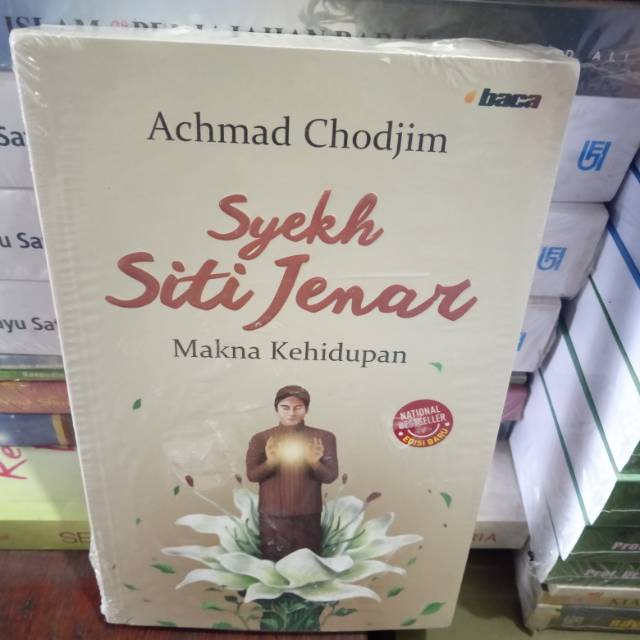 baca
Achmad Chodjim
Syekh
Siti Jenar
Makna Kehidupan
NATIONAL
BESTSELLER
EDISI BARU